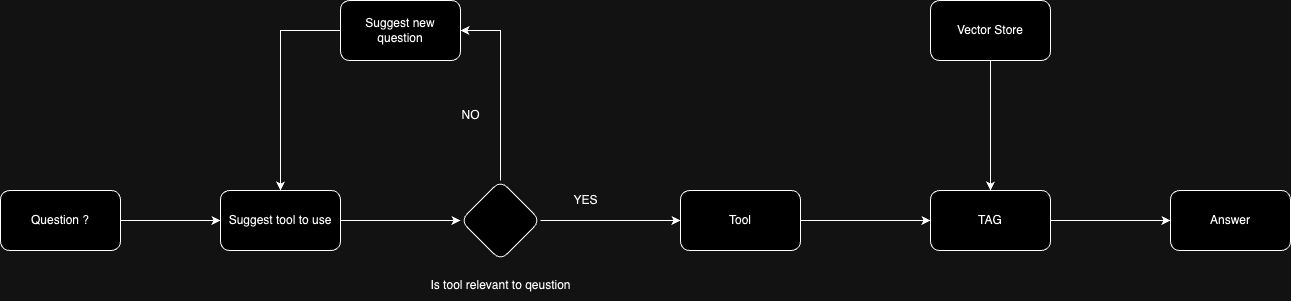 Suggest new
question
Vector Store
NO
YES
Question ?
Suggest tool to use
Tool
TAG
Answer
Is tool relevant to qeustion